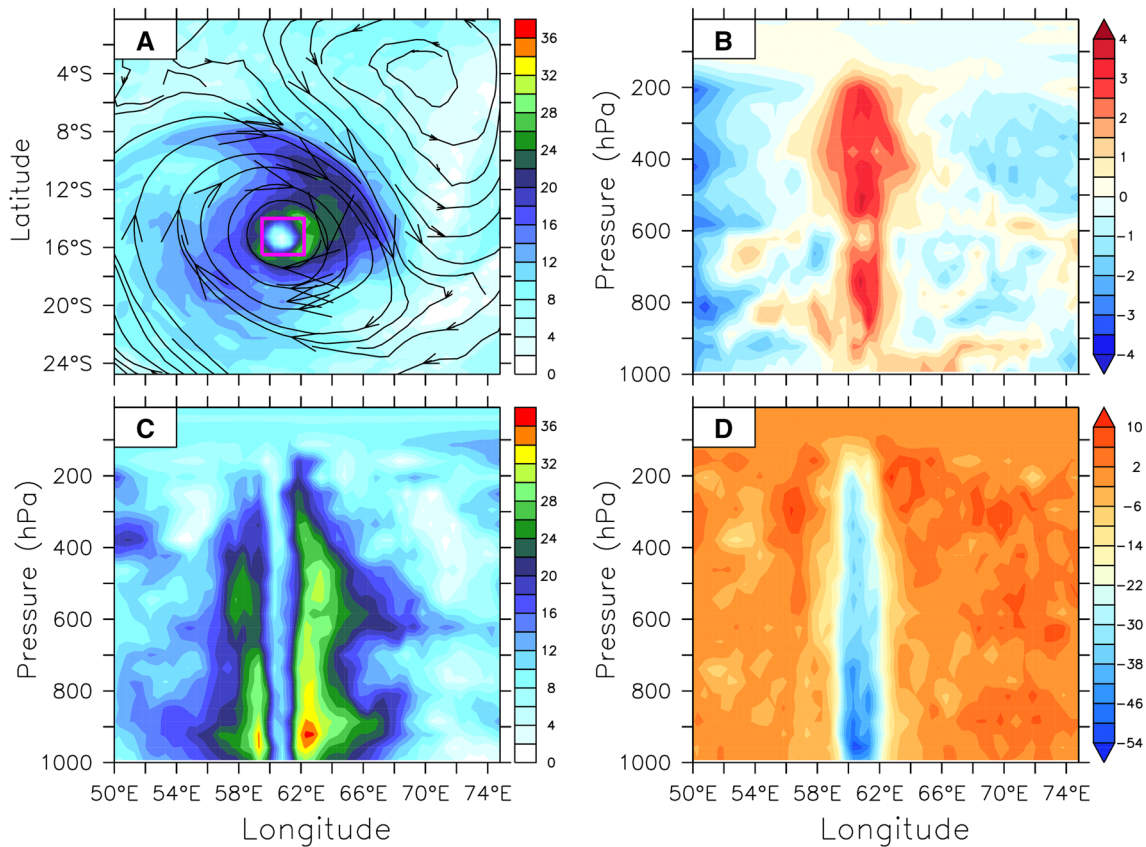 A
4°S
8°S
12°S
16°S
20°S
24°S
Latitude
36
32
28
24
20
16
12
8
4
0
B
200
400
600
800
1000
Pressure (hPa)
4
3
2
1
0
−1
−2
−3
−4
C
200
400
600
800
1000
Pressure (hPa)
50°E 54°E 58°E 62°E 66°E 70°E 74°E
Longitude
36
32
28
24
20
16
12
8
4
0
D
200
400
600
800
1000
Pressure (hPa)
50°E 54°E 58°E 62°E 66°E 70°E 74°E
Longitude
10
2
−6
−14
−22
−30
−38
−46
−54